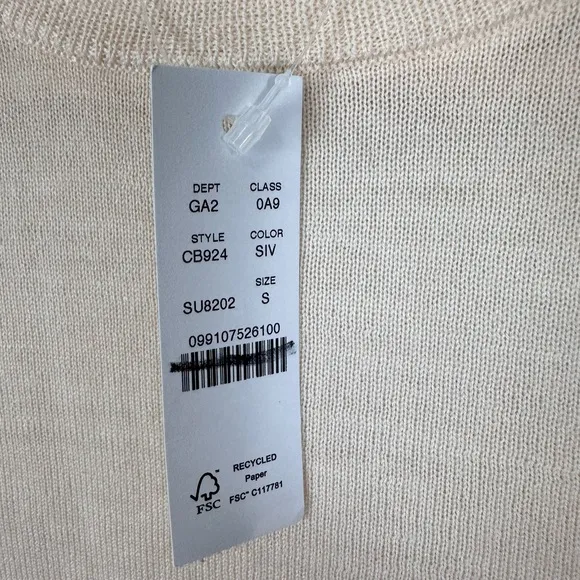 DEPT CLASS
GA2 0A9
STYLE COLOR
CB924 SIV
SIZE
SU8202 S
099107526100
RECYCLED
Paper
FSC™ C117781
FSC